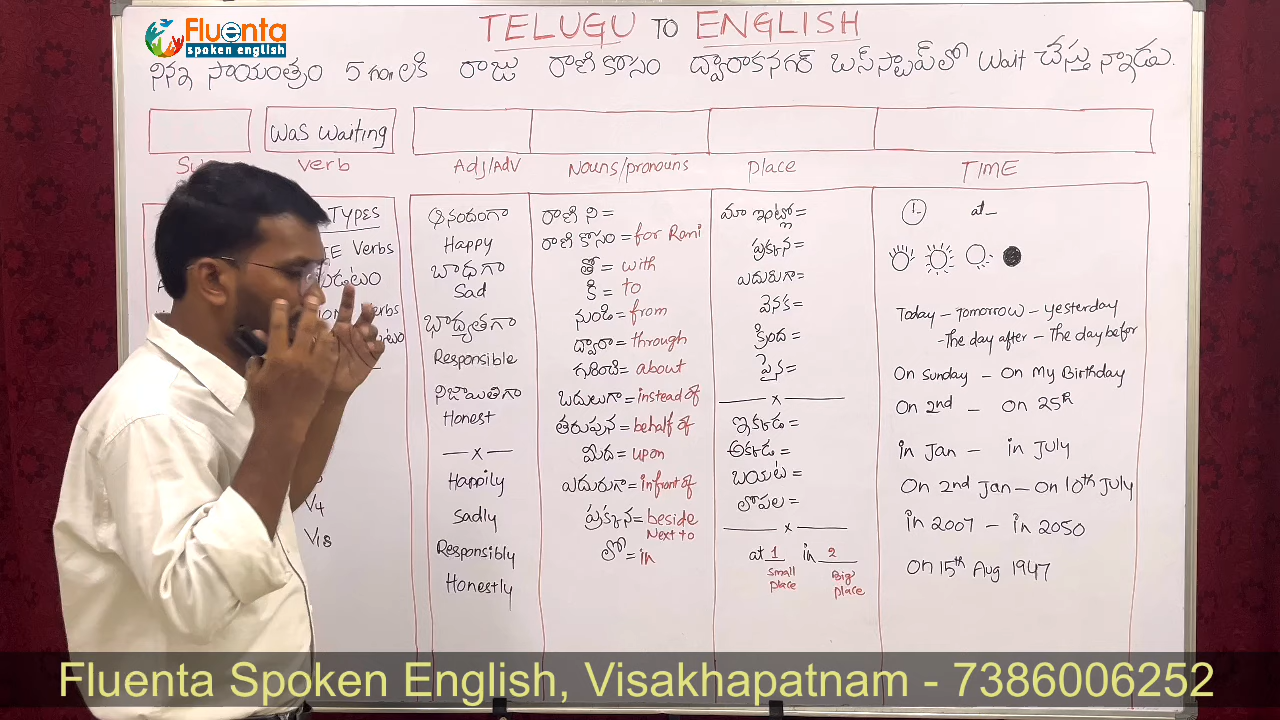 Fluenta
spoken english
TELUGU TO ENGLISH
నిన్న సాయంత్రం 5 లకి రాజు రాణి కోసం ద్వారాకనగర్ బస్‌స్టాప్‌లో Wait చేస్తున్నాడు.
was waiting
Verb Adj/Adv Nouns/pronouns Place TIME
TYPES
Verbs
ఆనందంగా
Happy
బాధగా
Sad
భాద్యతగా
Responsible
నిజాయితిగా
Honest
— x —
Happily
Sadly
Responsibly
Honestly
V4
రాణి ని =
రాణి కోసం = for Rani
తో = with
కి = to
నుండి = from
ద్వారా = through
గురించి = about
బదులుగా = instead of
తరుపున = behalf of
మీద = upon
ఎదురుగా = infront of
ప్రక్కన = beside
Next to
లో = in
మా ఇంట్లో =
ప్రక్కన =
ఎదురుగా =
వెనక =
క్రింద =
పైన =
— x —
ఇక్కడ =
అక్కడ =
బయట =
లోపల =
— x —
at 1 in 2
small Big
place place
at_
Today - Tomorrow - yesterday
- The day after - The day befor
On sunday - On My Birthday
On 2nd - On 25th
in Jan - in July
On 2nd Jan - On 10th July
in 2007 - in 2050
On 15th Aug 1947
Fluenta Spoken English, Visakhapatnam - 7386006252